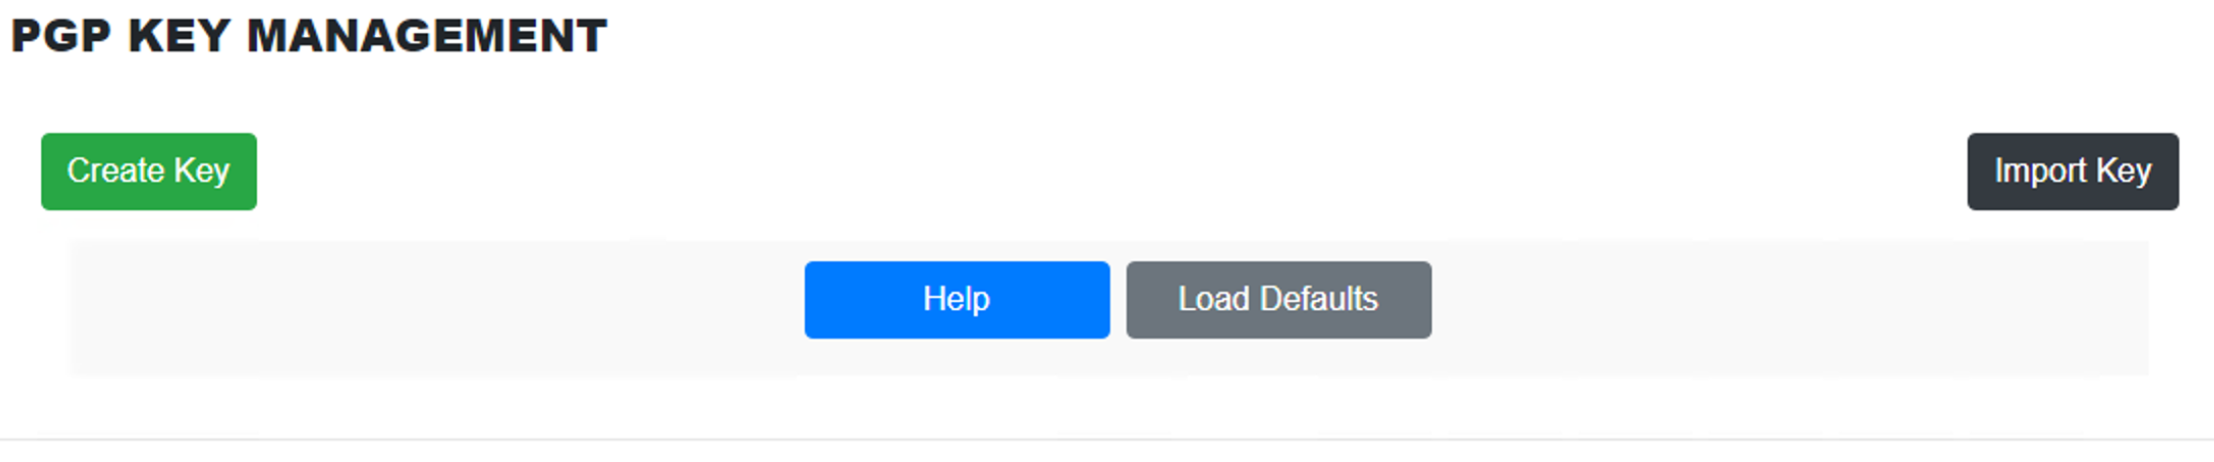 PGP KEY MANAGEMENT
Create Key
Import Key
Help
Load Defaults